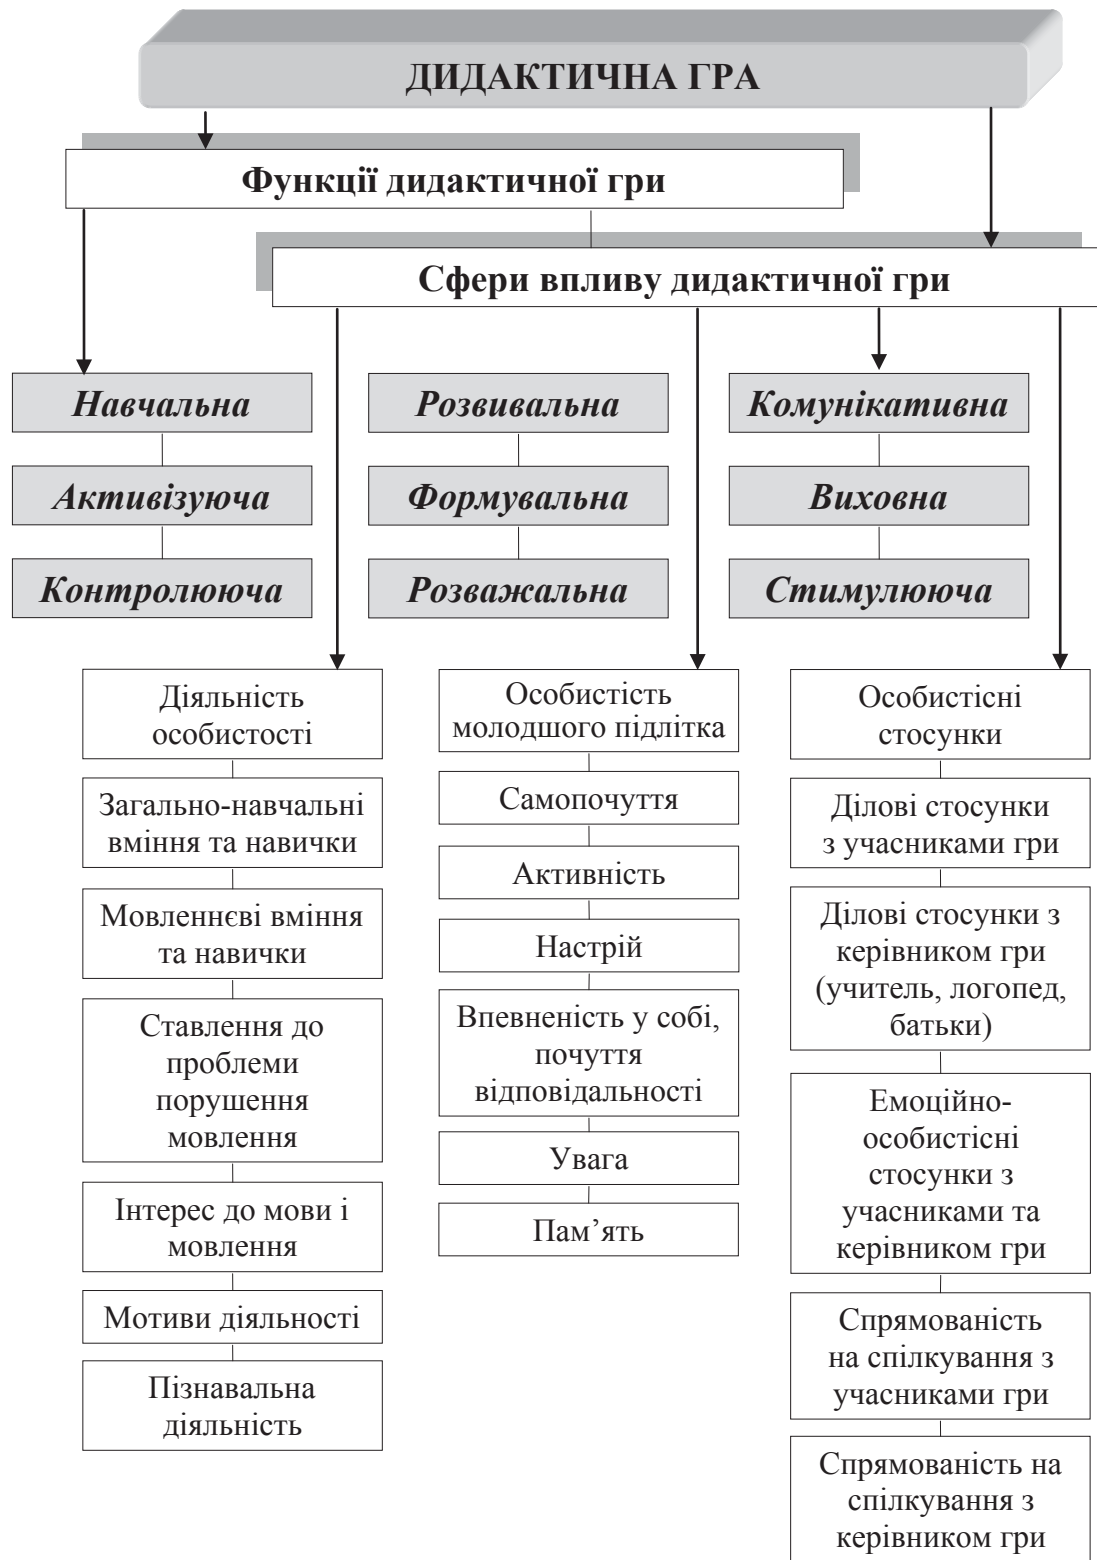 ДИДАКТИЧНА ГРА
Функції дидактичної гри
Сфери впливу дидактичної гри
Навчальна
Розвивальна
Комунікативна
Активізуюча
Формувальна
Виховна
Контролююча
Розважальна
Стимулююча
Діяльність
особистості
Загально-навчальні
вміння та навички
Мовленнєві вміння
та навички
Ставлення до
проблеми
порушення
мовлення
Інтерес до мови і
мовлення
Мотиви діяльності
Пізнавальна
діяльність
Особистість
молодшого підлітка
Самопочуття
Активність
Настрій
Впевненість у собі,
почуття
відповідальності
Увага
Пам’ять
Особистісні
стосунки
Ділові стосунки
з учасниками гри
Ділові стосунки з
керівником гри
(учитель, логопед,
батьки)
Емоційно-
особистісні
стосунки з
учасниками та
керівником гри
Спрямованість
на спілкування з
учасниками гри
Спрямованість на
спілкування з
керівником гри